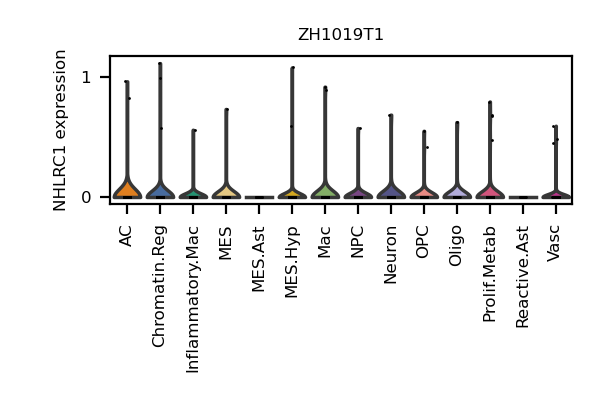 ZH1019T1
NHLRC1 expression
1
0
AC
Chromatin.Reg
Inflammatory.Mac
MES
MES.Ast
MES.Hyp
Mac
NPC
Neuron
OPC
Oligo
Prolif.Metab
Reactive.Ast
Vasc